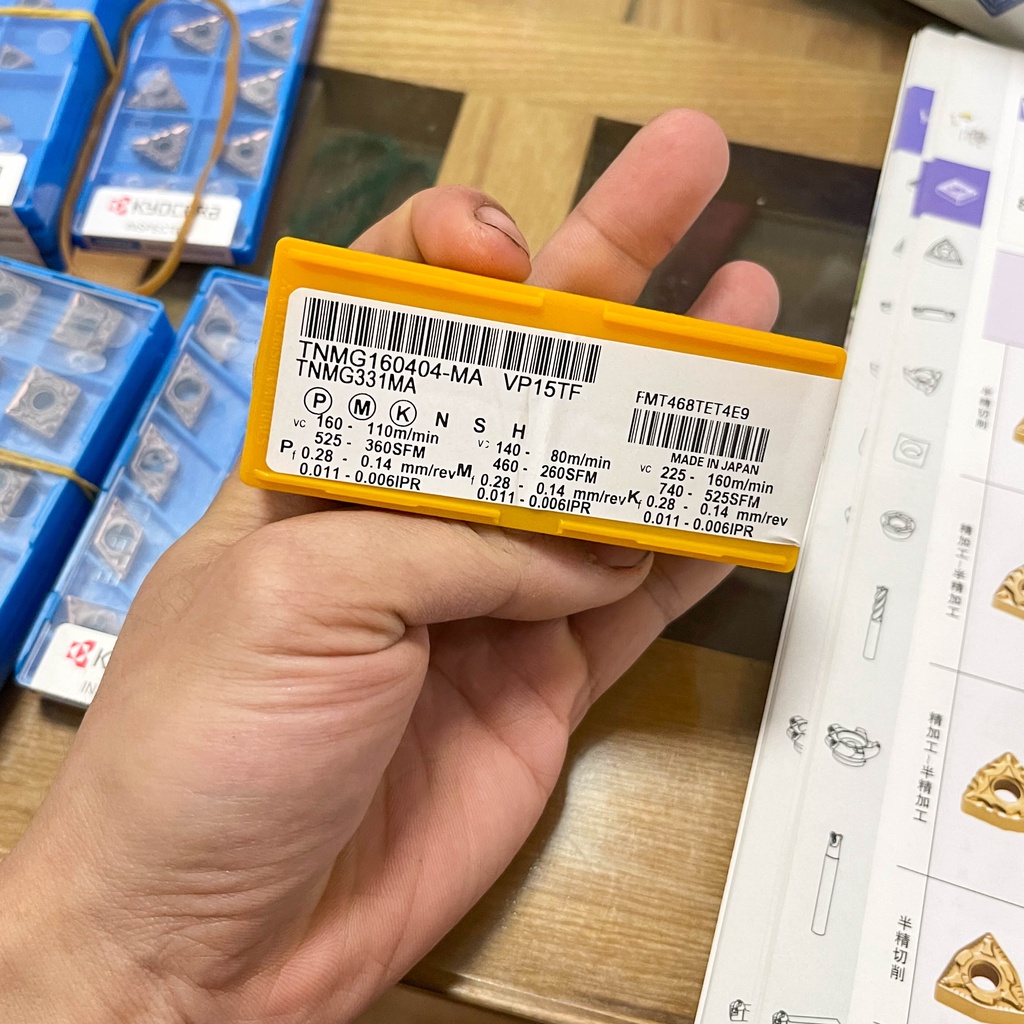 KYOCERA
TNMG160404-MA VP15TF
TNMG331MA
P M K N S H
FMT468TET4E9
MADE IN JAPAN
P
vc 160 - 110m/min
525 - 360SFM
f 0.28 - 0.14 mm/rev
0.011 - 0.006IPR
M
vc 140 - 80m/min
460 - 260SFM
f 0.28 - 0.14 mm/rev
0.011 - 0.006IPR
K
vc 225 - 160m/min
740 - 525SFM
f 0.28 - 0.14 mm/rev
0.011 - 0.006IPR
半精切削
精加工-半精加工
精加工-半精加工
半精切削